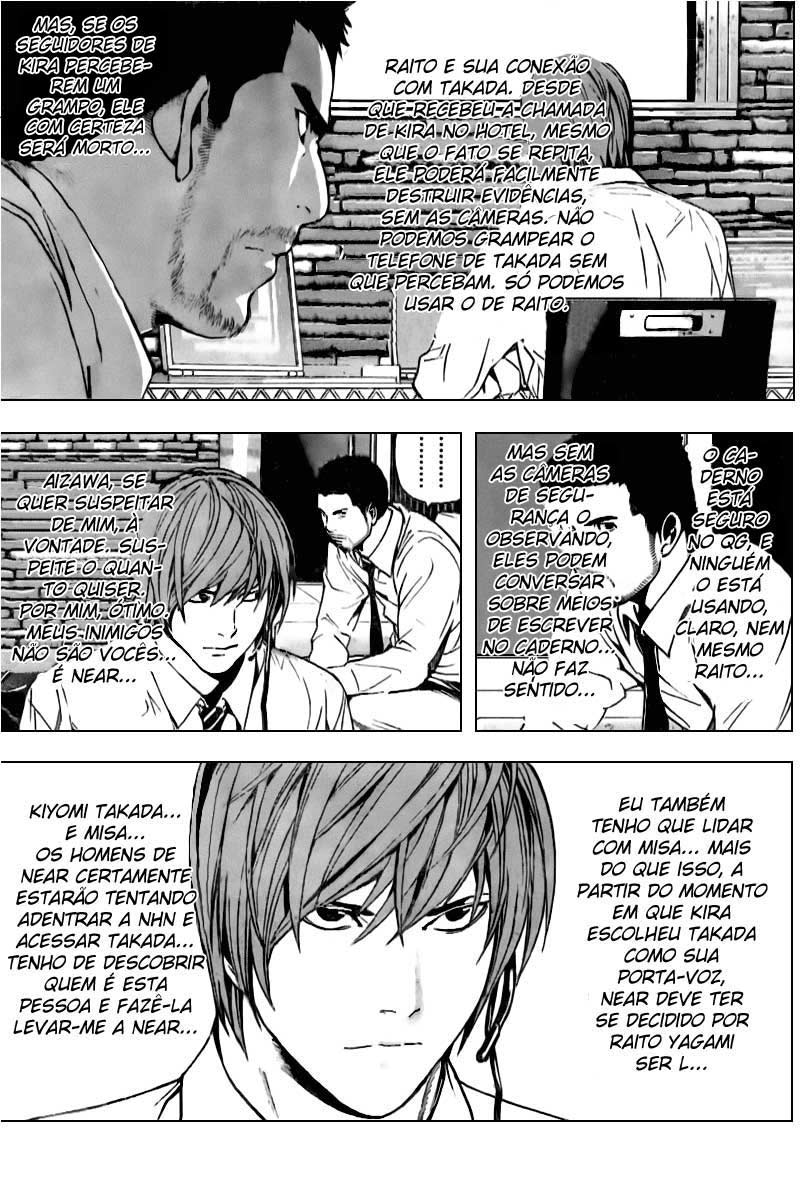 RAITO E SUA CONEXÃO
COM TAKADA. DESDE
QUE RECEBEU A CHAMADA
DE KIRA NO HOTEL, MESMO
QUE O FATO SE REPITA,
ELE PODERÁ FACILMENTE
DESTRUIR EVIDÊNCIAS,
SEM AS CÂMERAS. NÃO
PODEMOS GRAMPEAR O
TELEFONE DE TAKADA SEM
QUE PERCEBAM. SÓ PODEMOS
USAR O DE RAITO.
MAS, SE OS
SEGUIDORES DE
KIRA PERCEBE-
REM UM
GRAMPO, ELE
COM CERTEZA
SERÁ MORTO...
O CA-
DERNO
ESTÁ
SEGURO
NO QG, E
NINGUÉM
O ESTÁ
USANDO,
CLARO, NEM
MESMO
RAITO...
MAS SEM
AS CÂMERAS
DE SEGU-
RANÇA O
OBSERVANDO,
ELES PODEM
CONVERSAR
SOBRE MEIOS
DE ESCREVER
NO CADERNO...
NÃO FAZ
SENTIDO...
........
AIZAWA, SE
QUER SUSPEITAR
DE MIM, À
VONTADE. SUS-
PEITE O QUAN-
TO QUISER.
POR MIM, ÓTIMO.
MEUS INIMIGOS
NÃO SÃO VOCÊS...
É NEAR...
EU TAMBÉM
TENHO QUE LIDAR
COM MISA... MAIS
DO QUE ISSO, A
PARTIR DO MOMENTO
EM QUE KIRA
ESCOLHEU TAKADA
COMO SUA
PORTA-VOZ,
NEAR DEVE TER
SE DECIDIDO POR
RAITO YAGAMI
SER L...
KIYOMI TAKADA...
E MISA...
OS HOMENS DE
NEAR CERTAMENTE
ESTARÃO TENTANDO
ADENTRAR A NHN E
ACESSAR TAKADA...
TENHO DE DESCOBRIR
QUEM É ESTA
PESSOA E FAZÊ-LA
LEVAR-ME A NEAR...